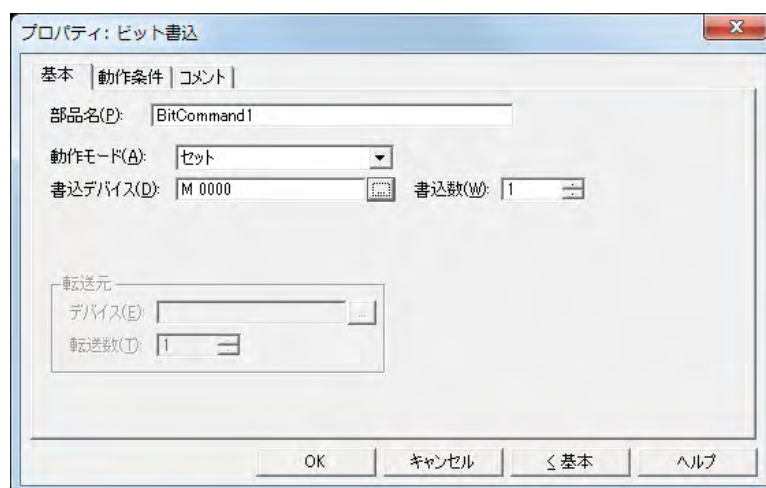 プロパティ: ビット書込
X
基本 動作条件 コメント
部品名(P): BitCommand1
動作モード(A): セット
書込デバイス(D): M 0000 ... 書込数(W): 1
転送元
デバイス(E): ...
転送数(T): 1
OK キャンセル < 基本 ヘルプ